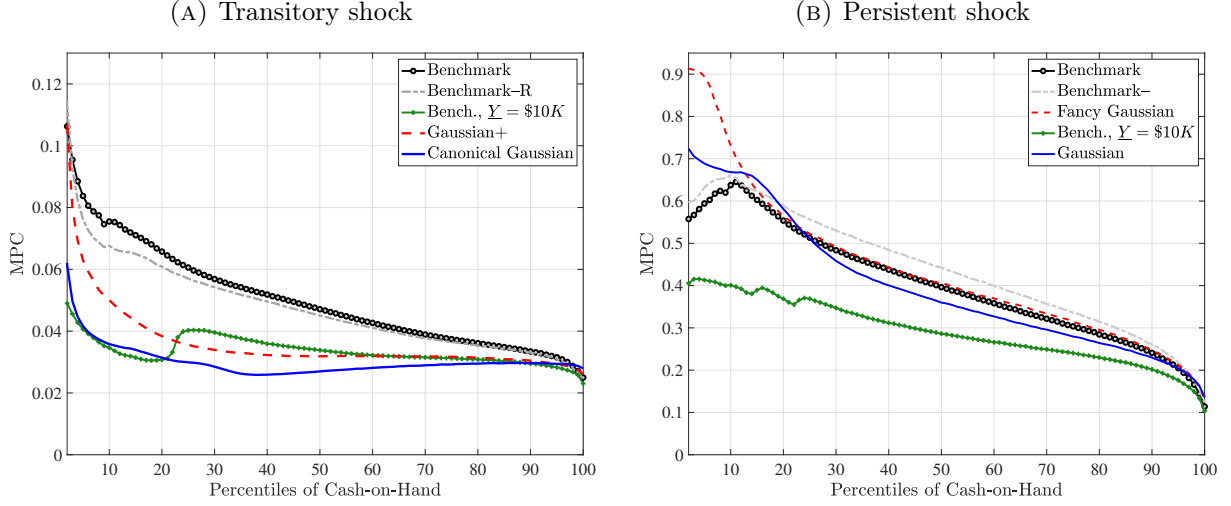 (A) Transitory shock
0.12
0.1
0.08
0.06
0.04
0.02
0
MPC
10 20 30 40 50 60 70 80 90 100
Percentiles of Cash-on-Hand
Benchmark
Benchmark–R
Bench., Y = $10K
Gaussian+
Canonical Gaussian
(B) Persistent shock
0.9
0.8
0.7
0.6
0.5
0.4
0.3
0.2
0.1
0
MPC
10 20 30 40 50 60 70 80 90 100
Percentiles of Cash-on-Hand
Benchmark
Benchmark–
Fancy Gaussian
Bench., Y = $10K
Gaussian